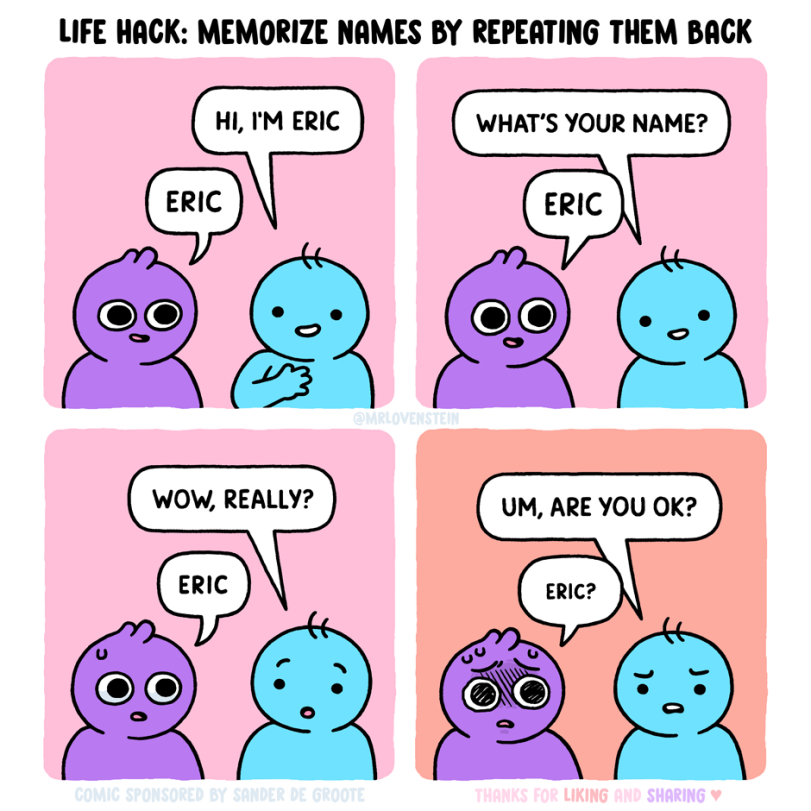 LIFE HACK: MEMORIZE NAMES BY REPEATING THEM BACK
HI, I'M ERIC
ERIC
WHAT'S YOUR NAME?
ERIC
@MRLOVENSTEIN
WOW, REALLY?
ERIC
UM, ARE YOU OK?
ERIC?
COMIC SPONSORED BY SANDER DE GROOTE
THANKS FOR LIKING AND SHARING ♥